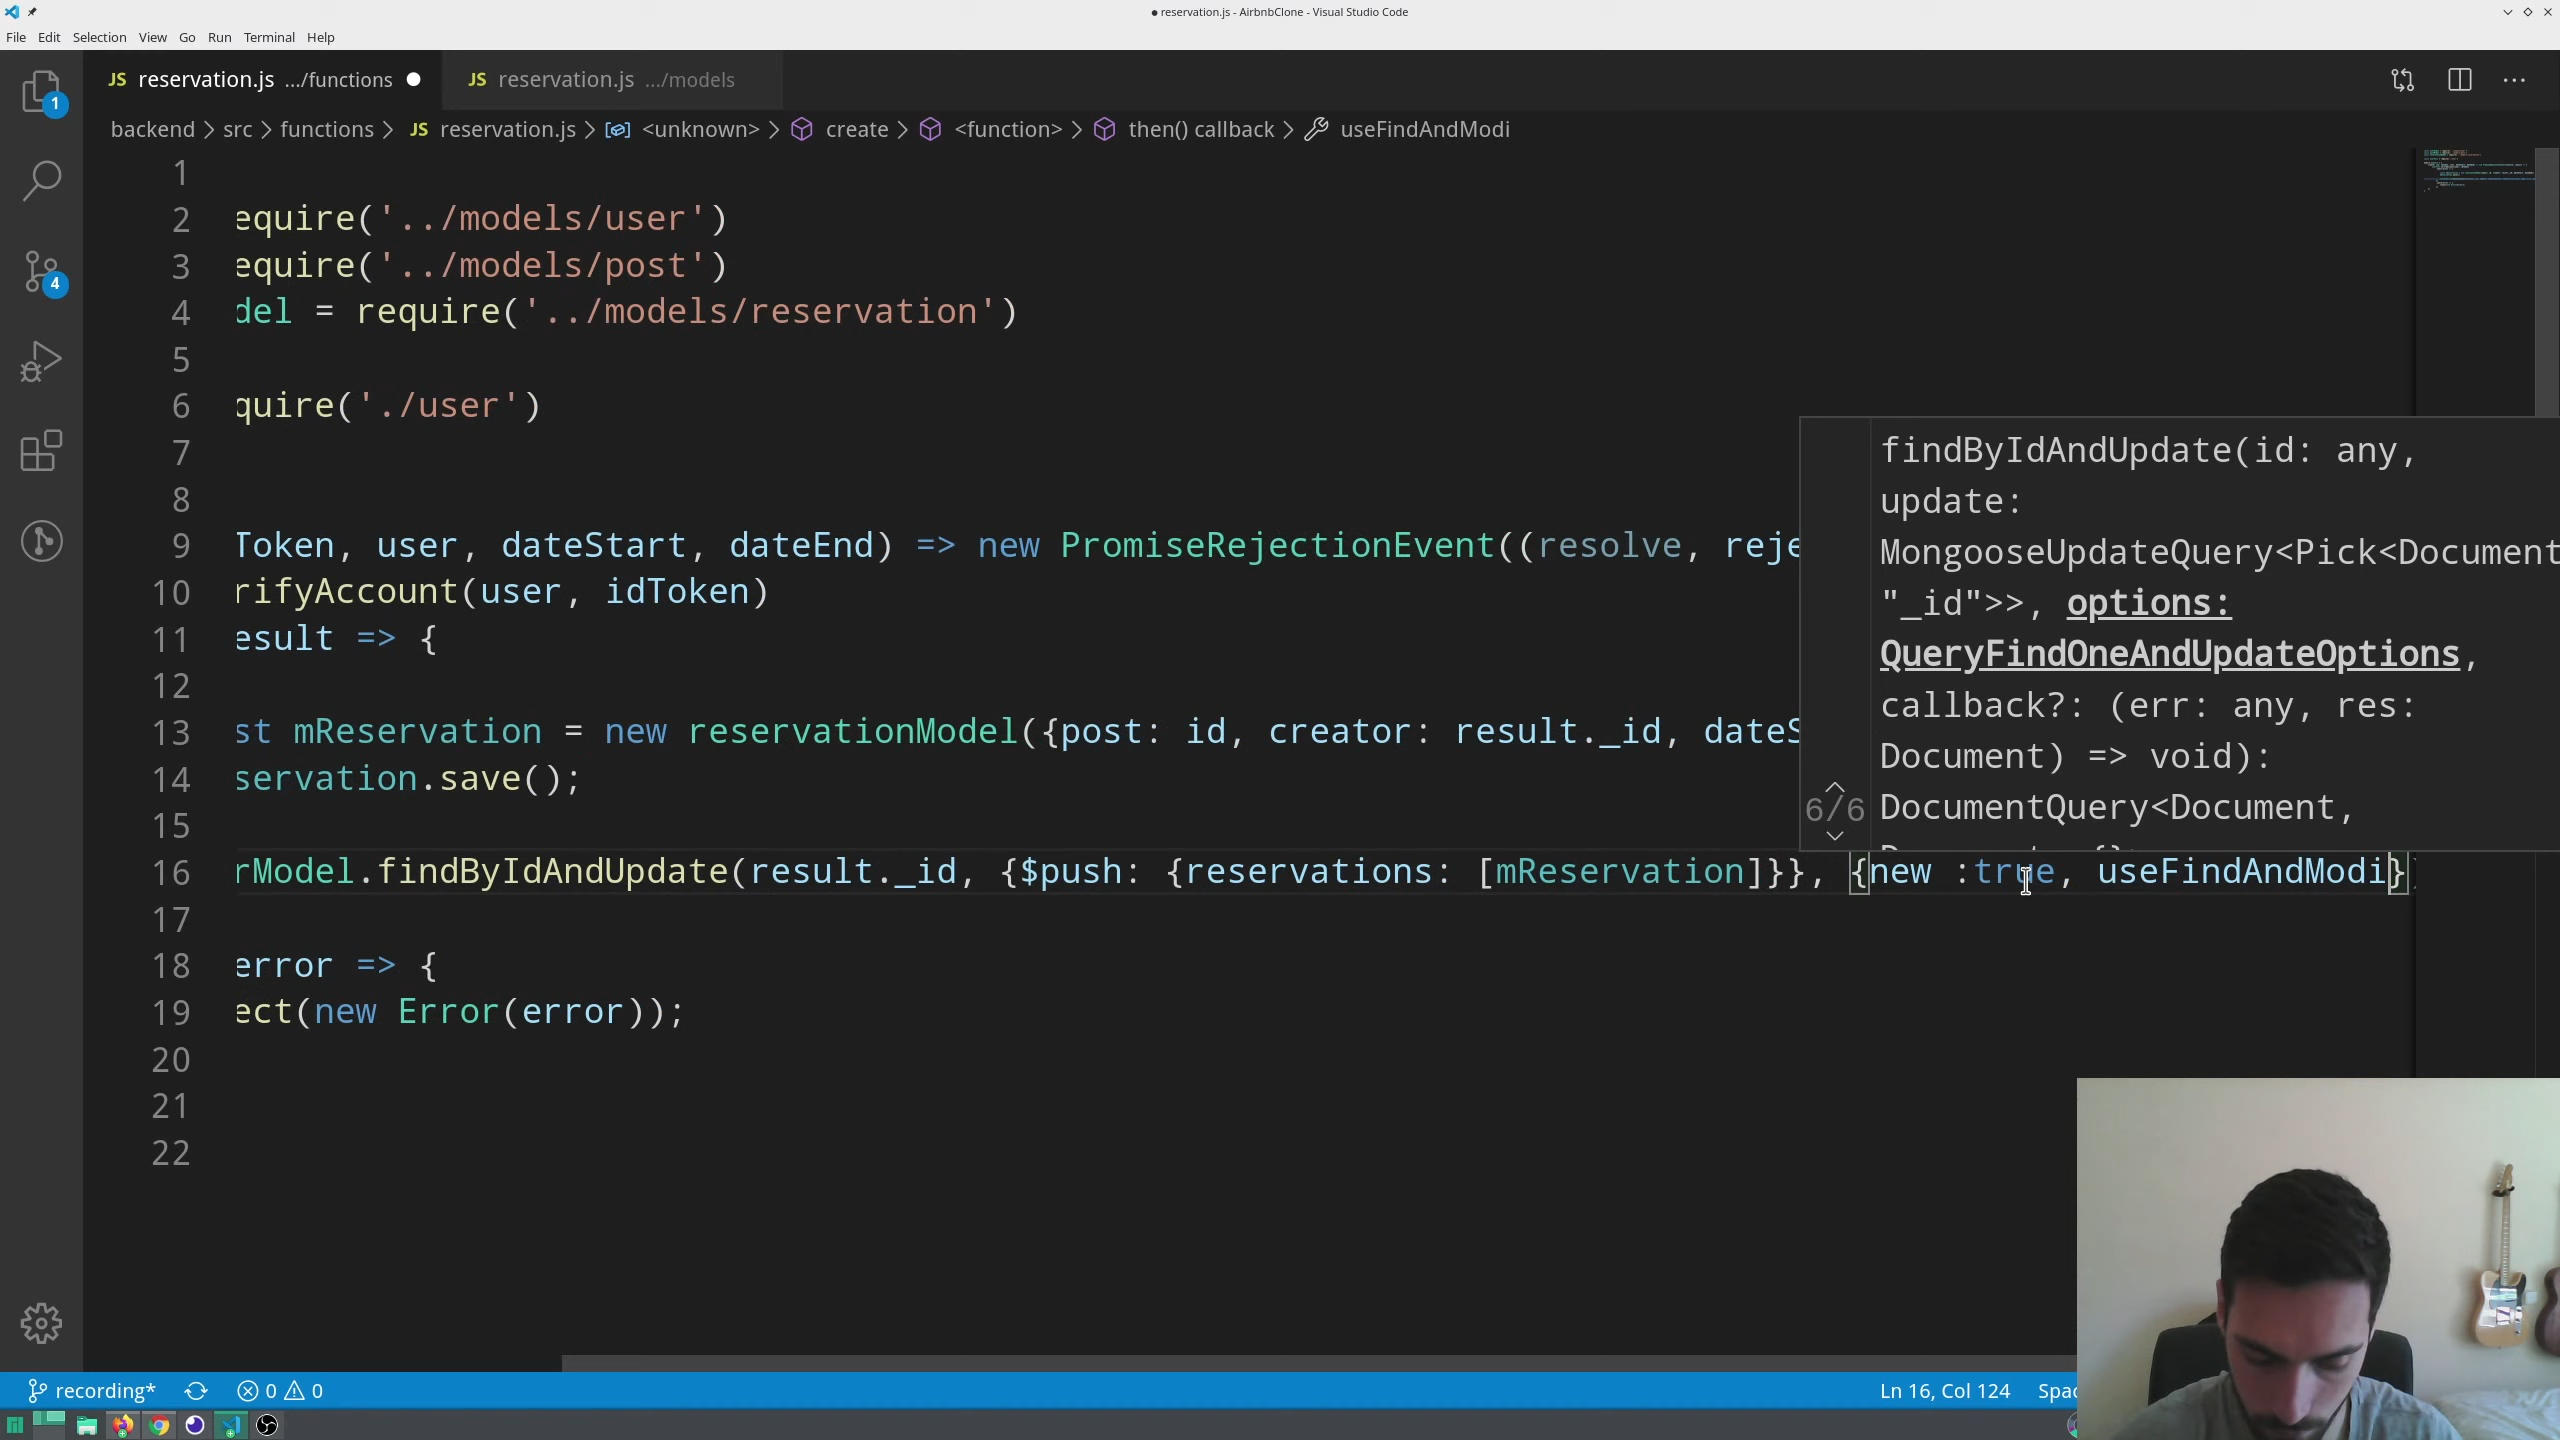 ● reservation.js - AirbnbClone - Visual Studio Code
File Edit Selection View Go Run Terminal Help
JS reservation.js .../functions ●
JS reservation.js .../models
1
4
backend > src > functions > JS reservation.js > <unknown> > create > <function> > then() callback > useFindAndModi
1
2 equire('../models/user')
3 equire('../models/post')
4 del = require('../models/reservation')
5
6 quire('./user')
7
8
9 Token, user, dateStart, dateEnd) => new PromiseRejectionEvent((resolve, reje
10 rifyAccount(user, idToken)
11 esult => {
12
13 st mReservation = new reservationModel({post: id, creator: result._id, dateS
14 servation.save();
15
16 rModel.findByIdAndUpdate(result._id, {$push: {reservations: [mReservation]}}, {new :true, useFindAndModi}
17
18 error => {
19 ect(new Error(error));
20
21
22
findByIdAndUpdate(id: any,
update:
MongooseUpdateQuery<Pick<Document
"_id">>, options:
QueryFindOneAndUpdateOptions,
callback?: (err: any, res:
Document) => void):
DocumentQuery<Document,
6/6
recording* 0 0 Ln 16, Col 124